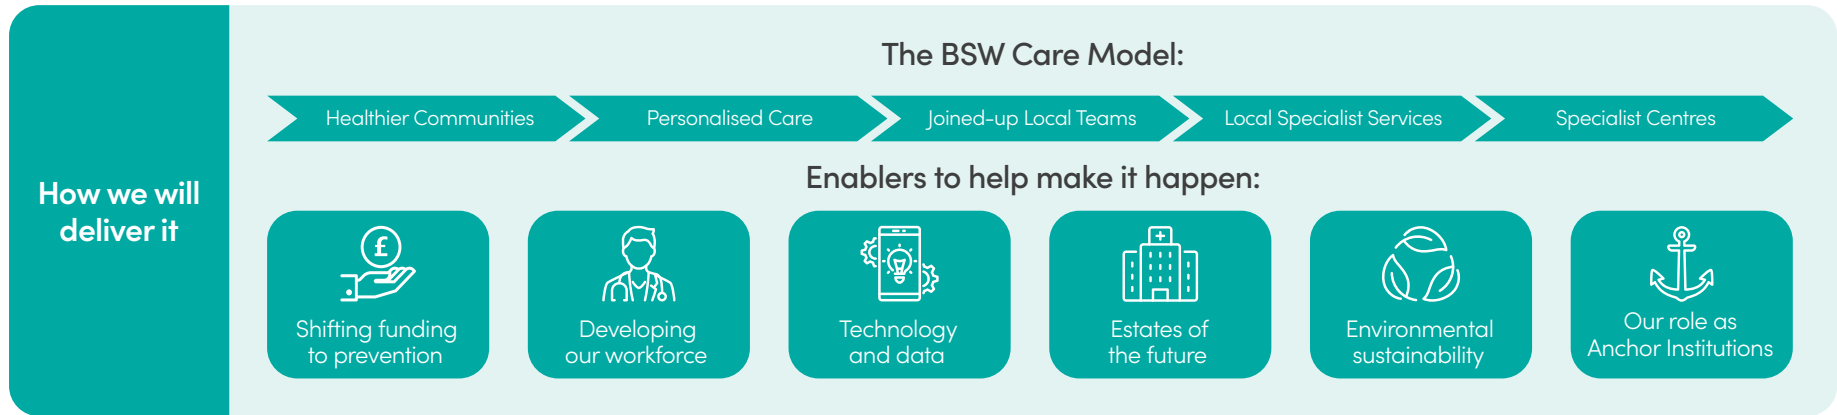 How we will
deliver it
The BSW Care Model:
Healthier Communities
Personalised Care
Joined-up Local Teams
Local Specialist Services
Specialist Centres
Enablers to help make it happen:
£
Shifting funding
to prevention
Developing
our workforce
Technology
and data
Estates of
the future
Environmental
sustainability
Our role as
Anchor Institutions